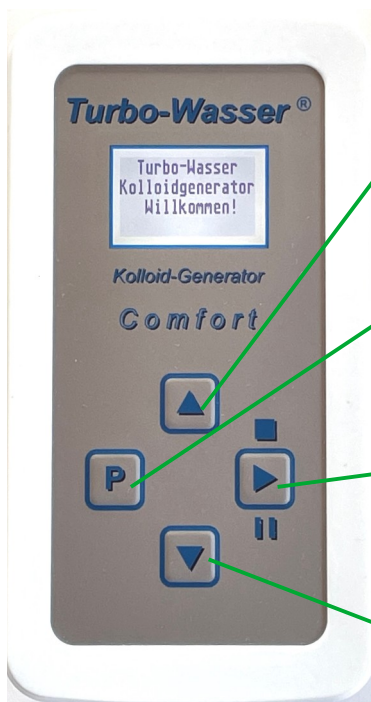 Turbo-Wasser ®
Turbo-Wasser
Kolloidgenerator
Willkommen!
Kolloid-Generator
Comfort
P